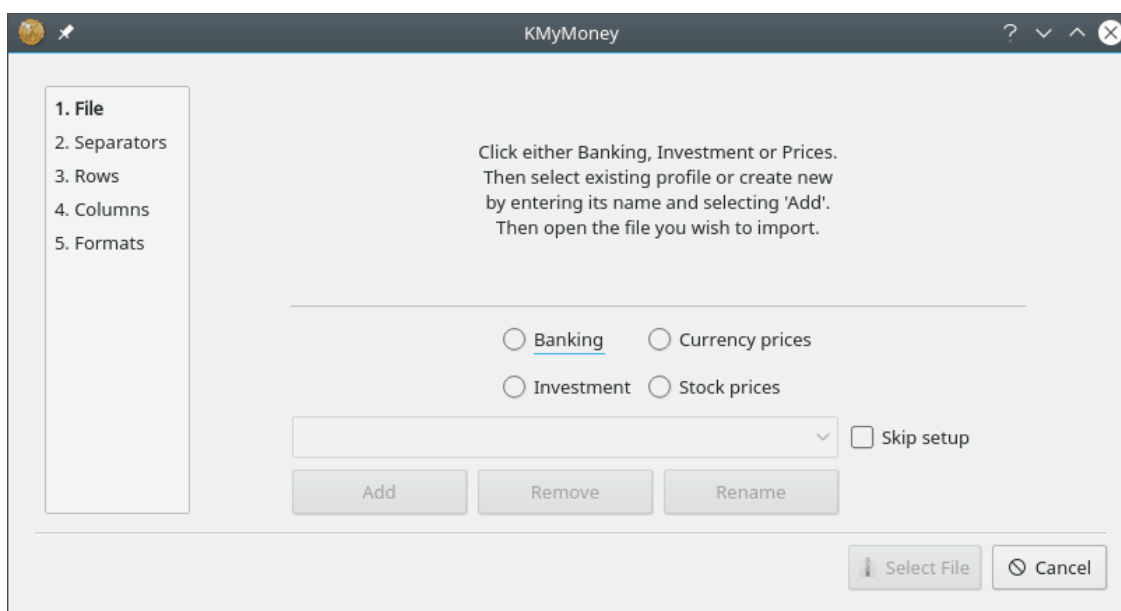 KMyMoney
1. File
2. Separators
3. Rows
4. Columns
5. Formats
Click either Banking, Investment or Prices.
Then select existing profile or create new
by entering its name and selecting 'Add'.
Then open the file you wish to import.
Banking Currency prices
Investment Stock prices
Skip setup
Add Remove Rename
Select File Cancel